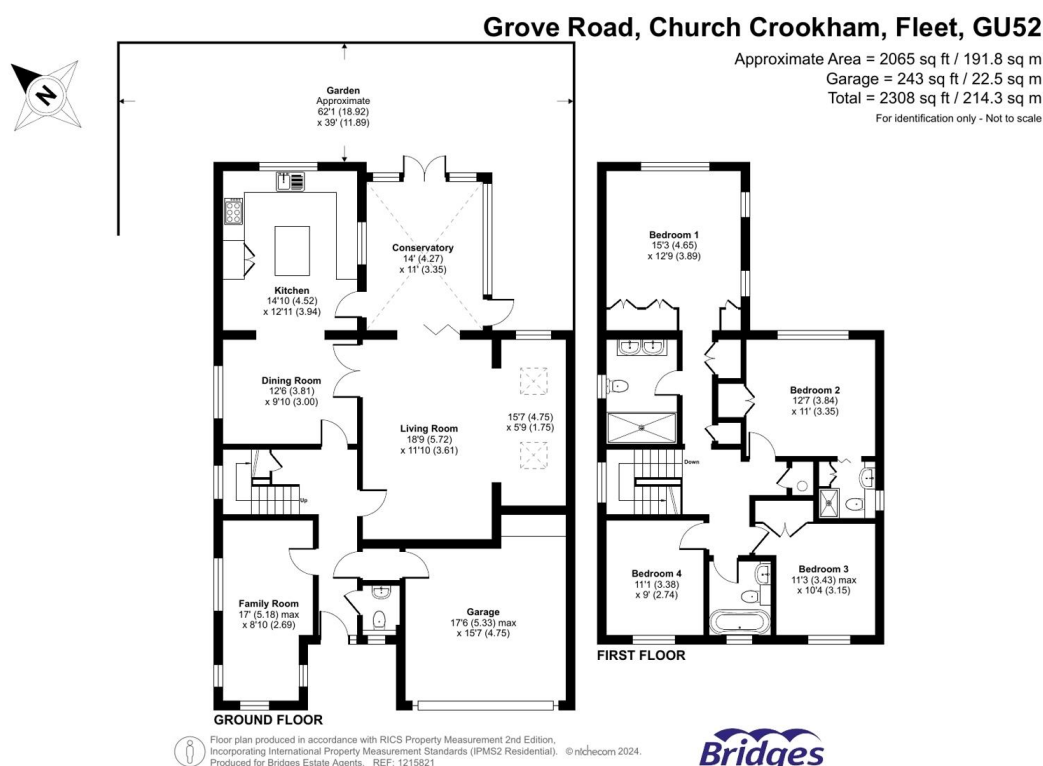 Grove Road, Church Crookham, Fleet, GU52
Approximate Area = 2065 sq ft / 191.8 sq m
Garage = 243 sq ft / 22.5 sq m
Total = 2308 sq ft / 214.3 sq m
For identification only - Not to scale
N
Garden
Approximate
62'1 (18.92)
x 39' (11.89)
Conservatory
14' (4.27)
x 11' (3.35)
Kitchen
14'10 (4.52)
x 12'11 (3.94)
Dining Room
12'6 (3.81)
x 9'10 (3.00)
Living Room
18'9 (5.72)
x 11'10 (3.61)
15'7 (4.75)
x 5'9 (1.75)
Up
Family Room
17' (5.18) max
x 8'10 (2.69)
Garage
17'6 (5.33) max
x 15'7 (4.75)
GROUND FLOOR
Bedroom 1
15'3 (4.65)
x 12'9 (3.89)
Bedroom 2
12'7 (3.84)
x 11' (3.35)
Down
Bedroom 4
11'1 (3.38)
x 9' (2.74)
Bedroom 3
11'3 (3.43) max
x 10'4 (3.15)
FIRST FLOOR
Floor plan produced in accordance with RICS Property Measurement 2nd Edition,
Incorporating International Property Measurement Standards (IPMS2 Residential). © nichecom 2024.
Produced for Bridges Estate Agents. REF: 1215821
Bridges